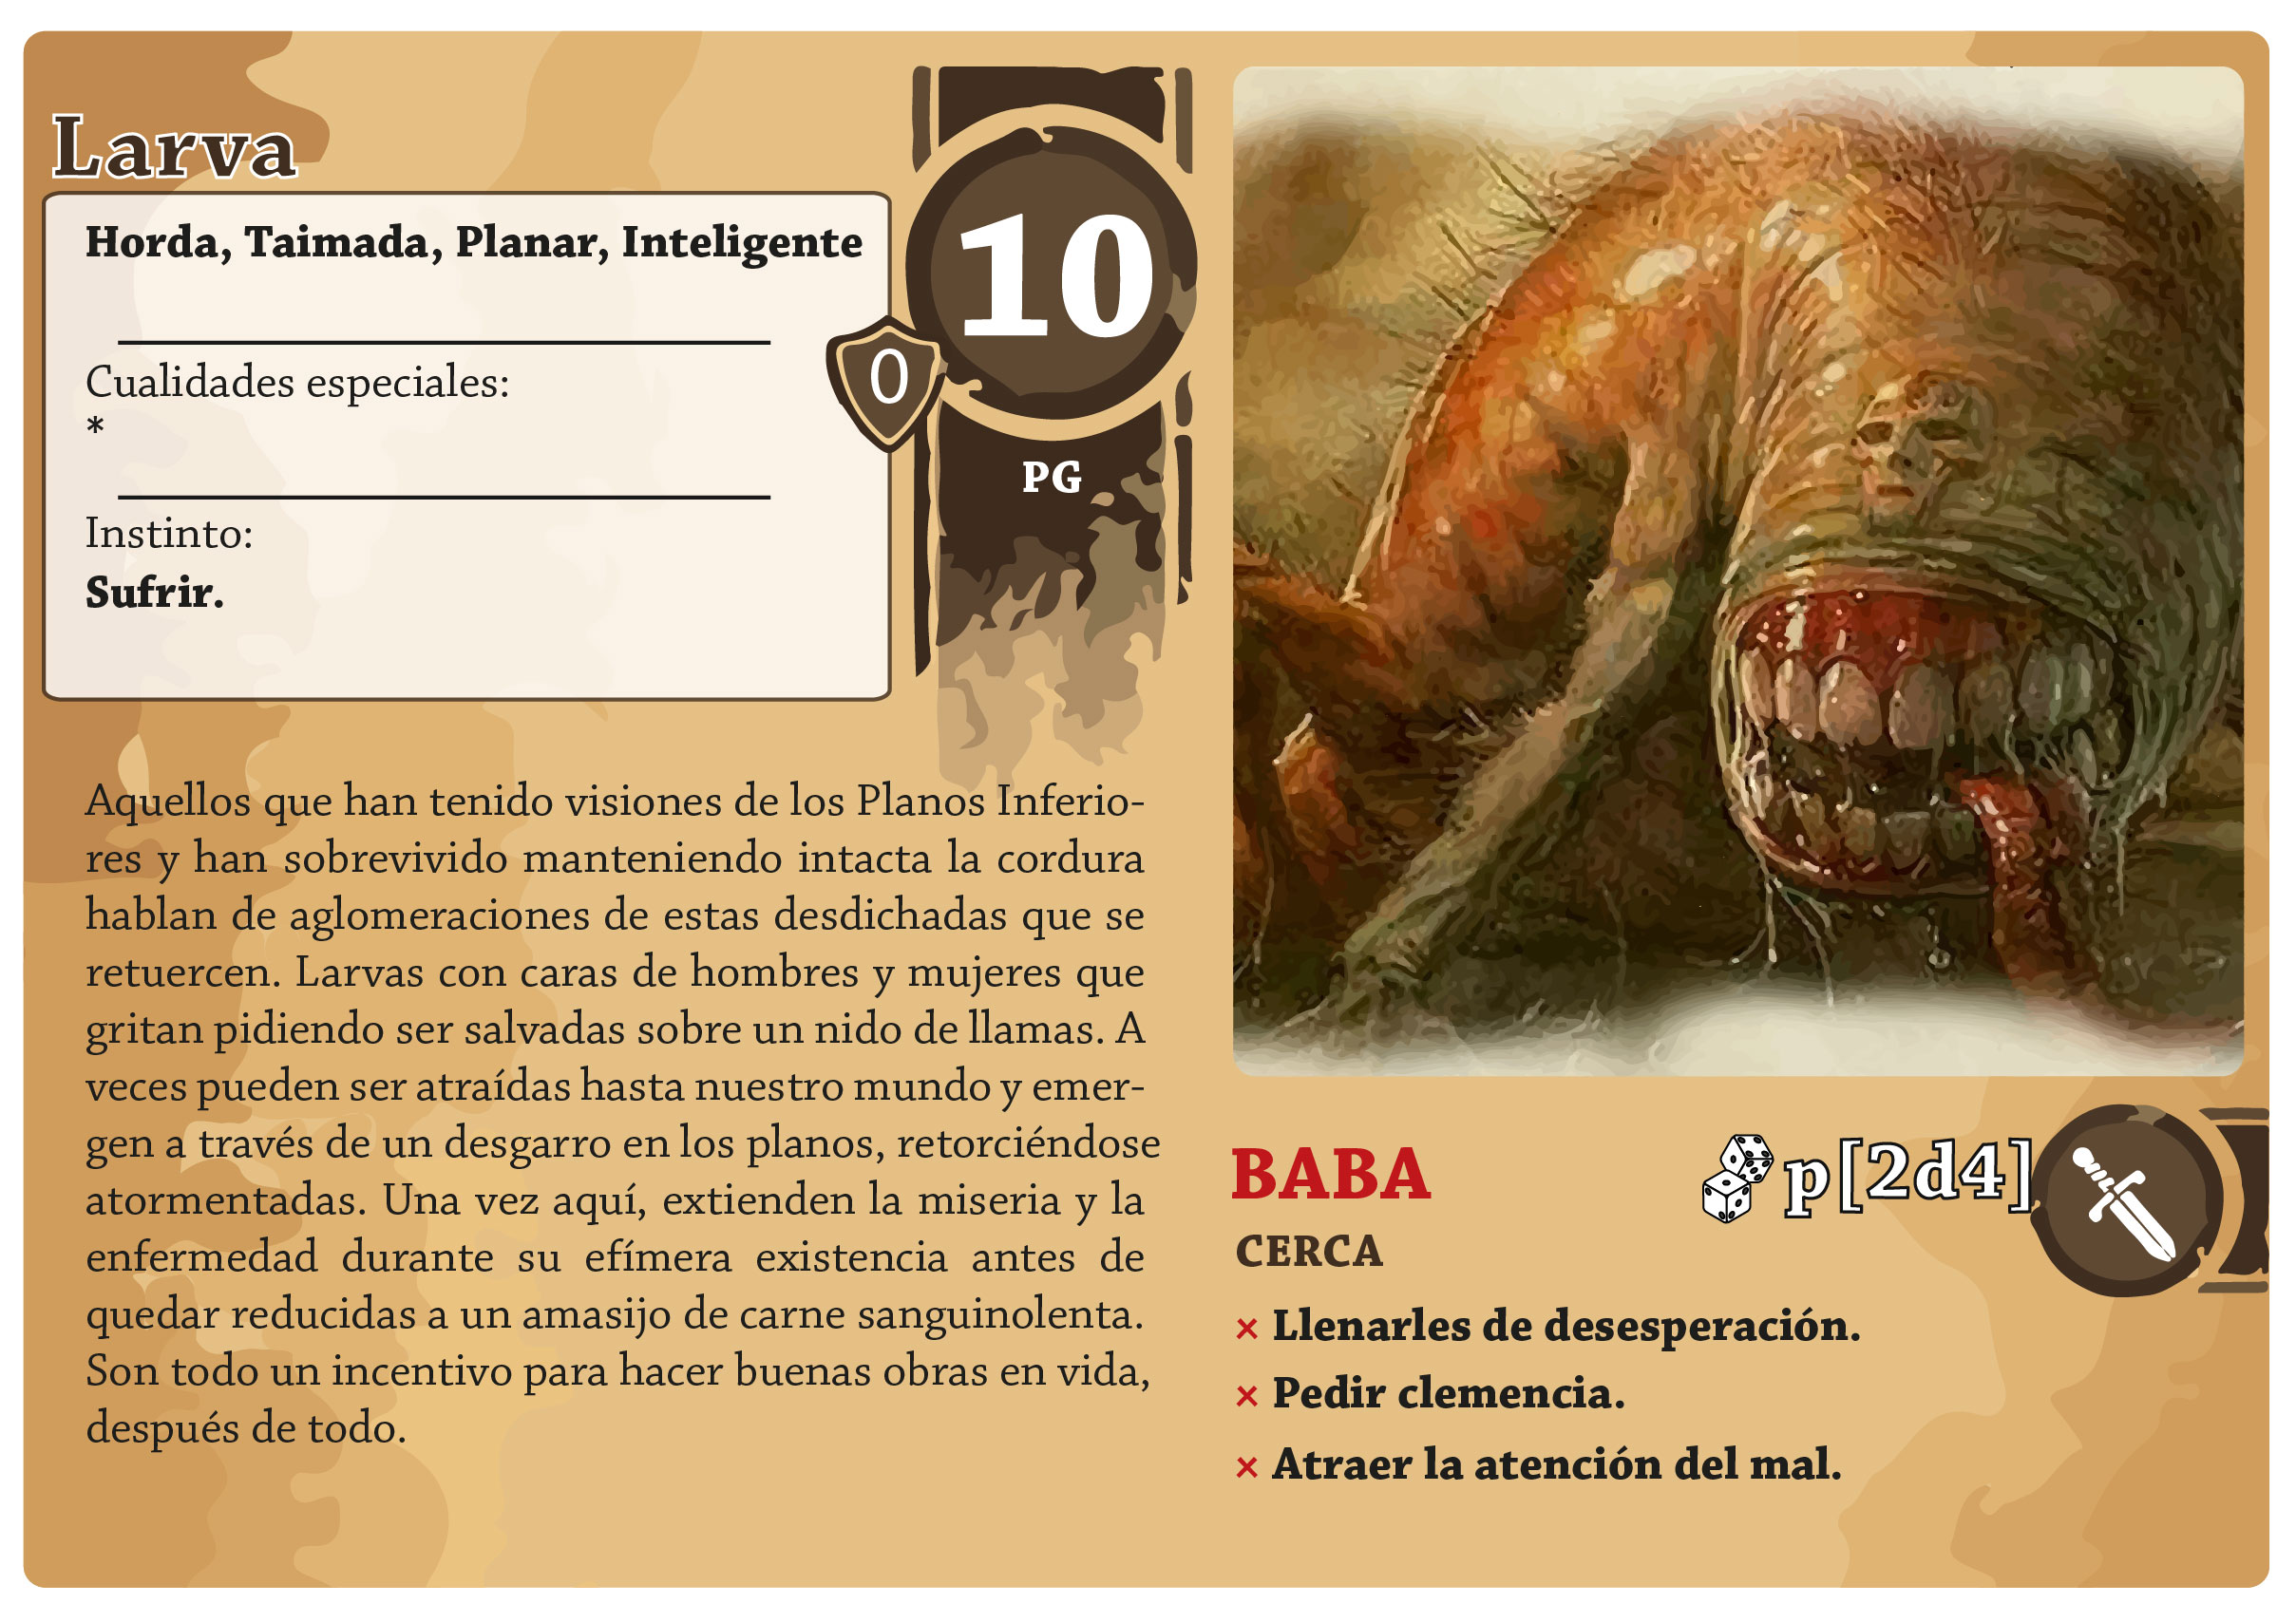 Larva
Horda, Taimada, Planar, Inteligente
Cualidades especiales:
*
Instinto:
Sufrir.
10
0
PG
Aquellos que han tenido visiones de los Planos Inferio-
res y han sobrevivido manteniendo intacta la cordura
hablan de aglomeraciones de estas desdichadas que se
retuercen. Larvas con caras de hombres y mujeres que
gritan pidiendo ser salvadas sobre un nido de llamas. A
veces pueden ser atraídas hasta nuestro mundo y emer-
gen a través de un desgarro en los planos, retorciéndose
atormentadas. Una vez aquí, extienden la miseria y la
enfermedad durante su efímera existencia antes de
quedar reducidas a un amasijo de carne sanguinolenta.
Son todo un incentivo para hacer buenas obras en vida,
después de todo.
BABA
p[2d4]
CERCA
× Llenarles de desesperación.
× Pedir clemencia.
× Atraer la atención del mal.